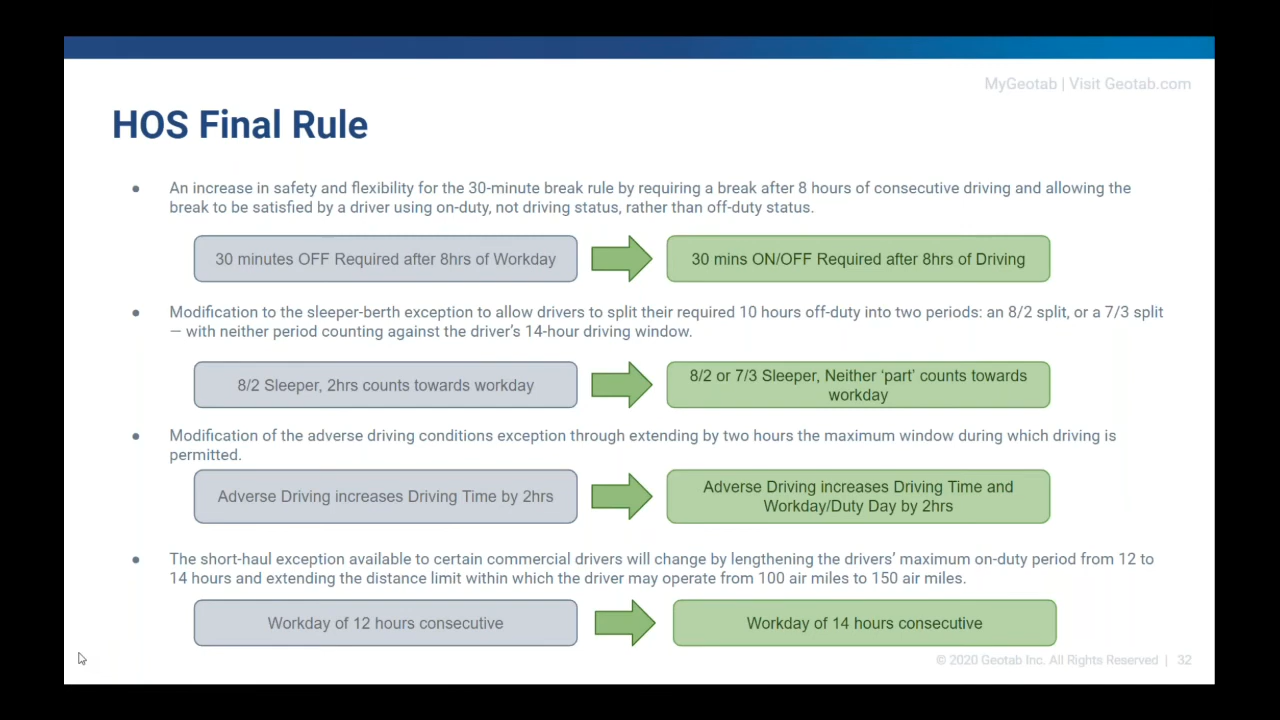 MyGeotab | Visit Geotab.com
HOS Final Rule
● An increase in safety and flexibility for the 30-minute break rule by requiring a break after 8 hours of consecutive driving and allowing the
break to be satisfied by a driver using on-duty, not driving status, rather than off-duty status.
30 minutes OFF Required after 8hrs of Workday
30 mins ON/OFF Required after 8hrs of Driving
● Modification to the sleeper-berth exception to allow drivers to split their required 10 hours off-duty into two periods: an 8/2 split, or a 7/3 split
— with neither period counting against the driver’s 14-hour driving window.
8/2 Sleeper, 2hrs counts towards workday
8/2 or 7/3 Sleeper, Neither ‘part’ counts towards
workday
● Modification of the adverse driving conditions exception through extending by two hours the maximum window during which driving is
permitted.
Adverse Driving increases Driving Time by 2hrs
Adverse Driving increases Driving Time and
Workday/Duty Day by 2hrs
● The short-haul exception available to certain commercial drivers will change by lengthening the drivers’ maximum on-duty period from 12 to
14 hours and extending the distance limit within which the driver may operate from 100 air miles to 150 air miles.
Workday of 12 hours consecutive
Workday of 14 hours consecutive
© 2020 Geotab Inc. All Rights Reserved | 32